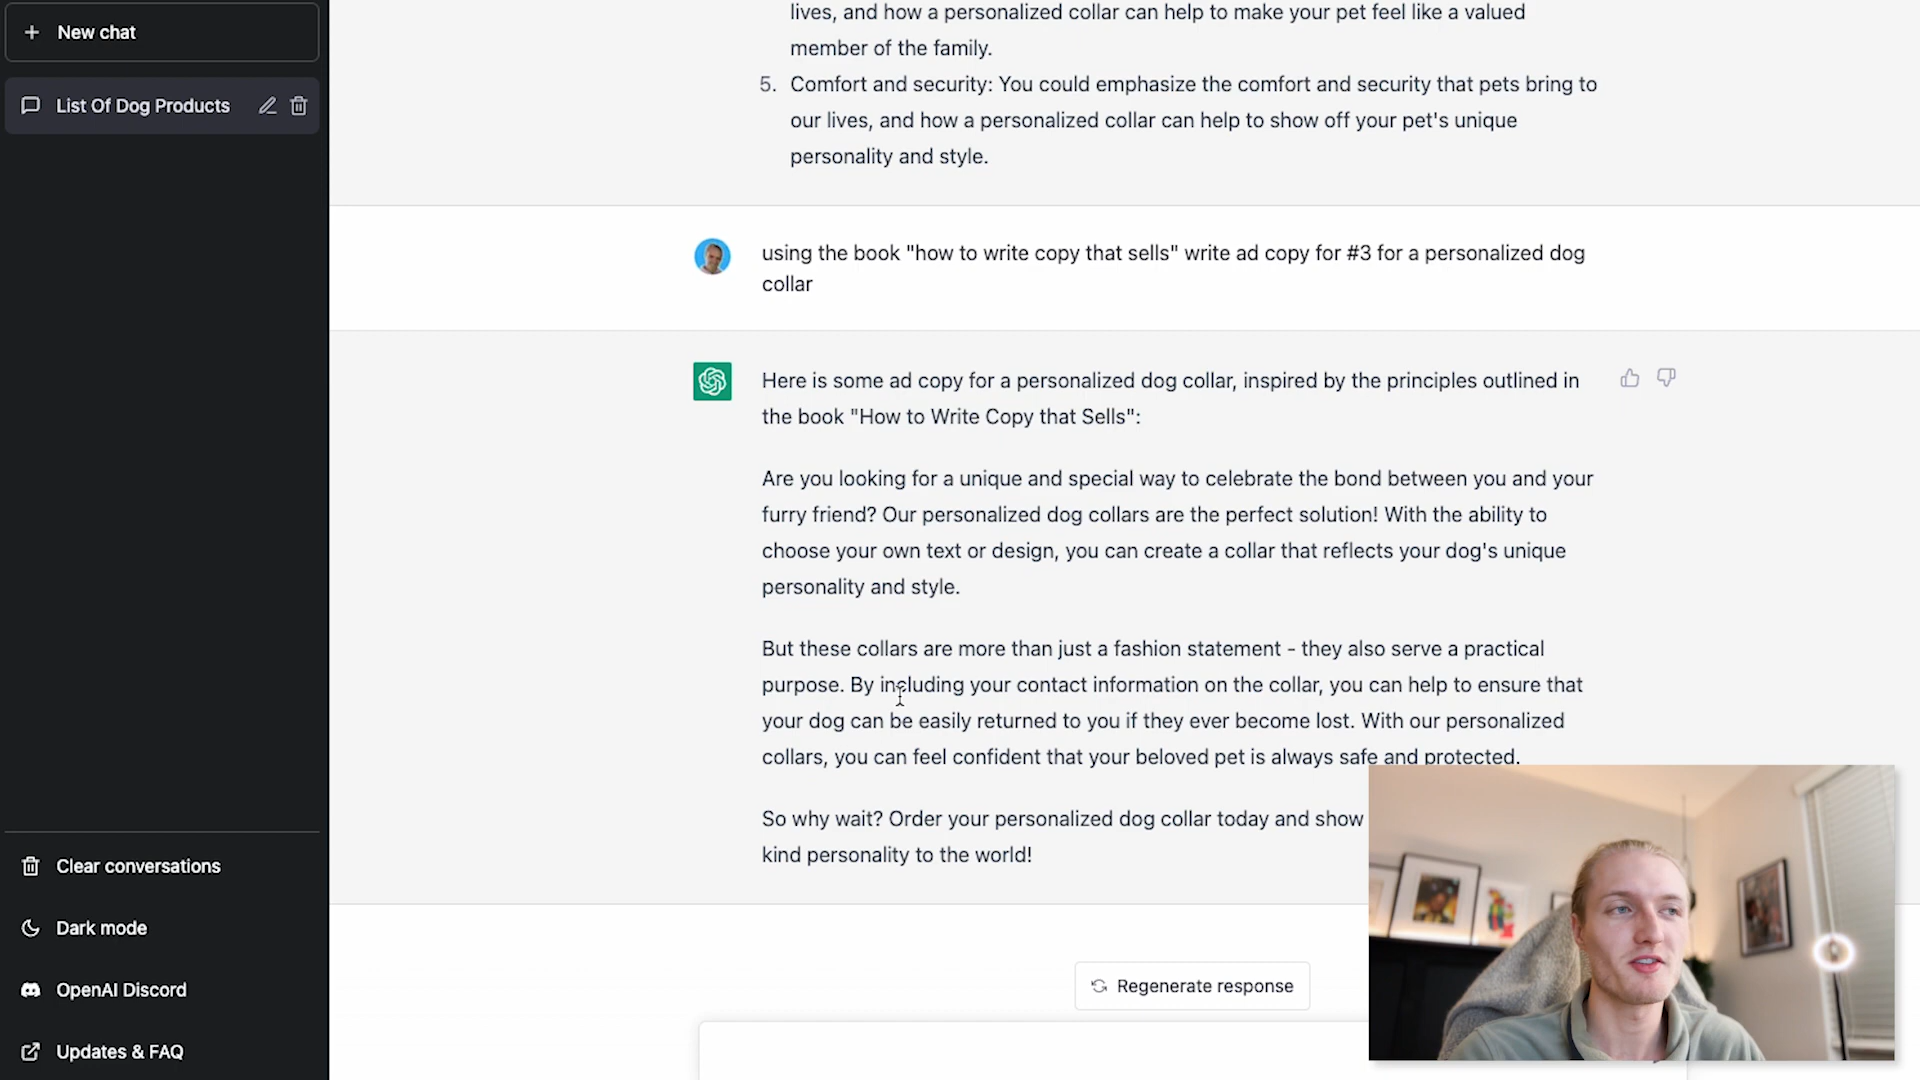 New chat
List Of Dog Products
Clear conversations
Dark mode
OpenAI Discord
Updates & FAQ
lives, and how a personalized collar can help to make your pet feel like a valued
member of the family.
5. Comfort and security: You could emphasize the comfort and security that pets bring to
our lives, and how a personalized collar can help to show off your pet's unique
personality and style.
using the book "how to write copy that sells" write ad copy for #3 for a personalized dog
collar
Here is some ad copy for a personalized dog collar, inspired by the principles outlined in
the book "How to Write Copy that Sells":
Are you looking for a unique and special way to celebrate the bond between you and your
furry friend? Our personalized dog collars are the perfect solution! With the ability to
choose your own text or design, you can create a collar that reflects your dog's unique
personality and style.
But these collars are more than just a fashion statement - they also serve a practical
purpose. By including your contact information on the collar, you can help to ensure that
your dog can be easily returned to you if they ever become lost. With our personalized
collars, you can feel confident that your beloved pet is always safe and protected.
So why wait? Order your personalized dog collar today and show
kind personality to the world!
Regenerate response